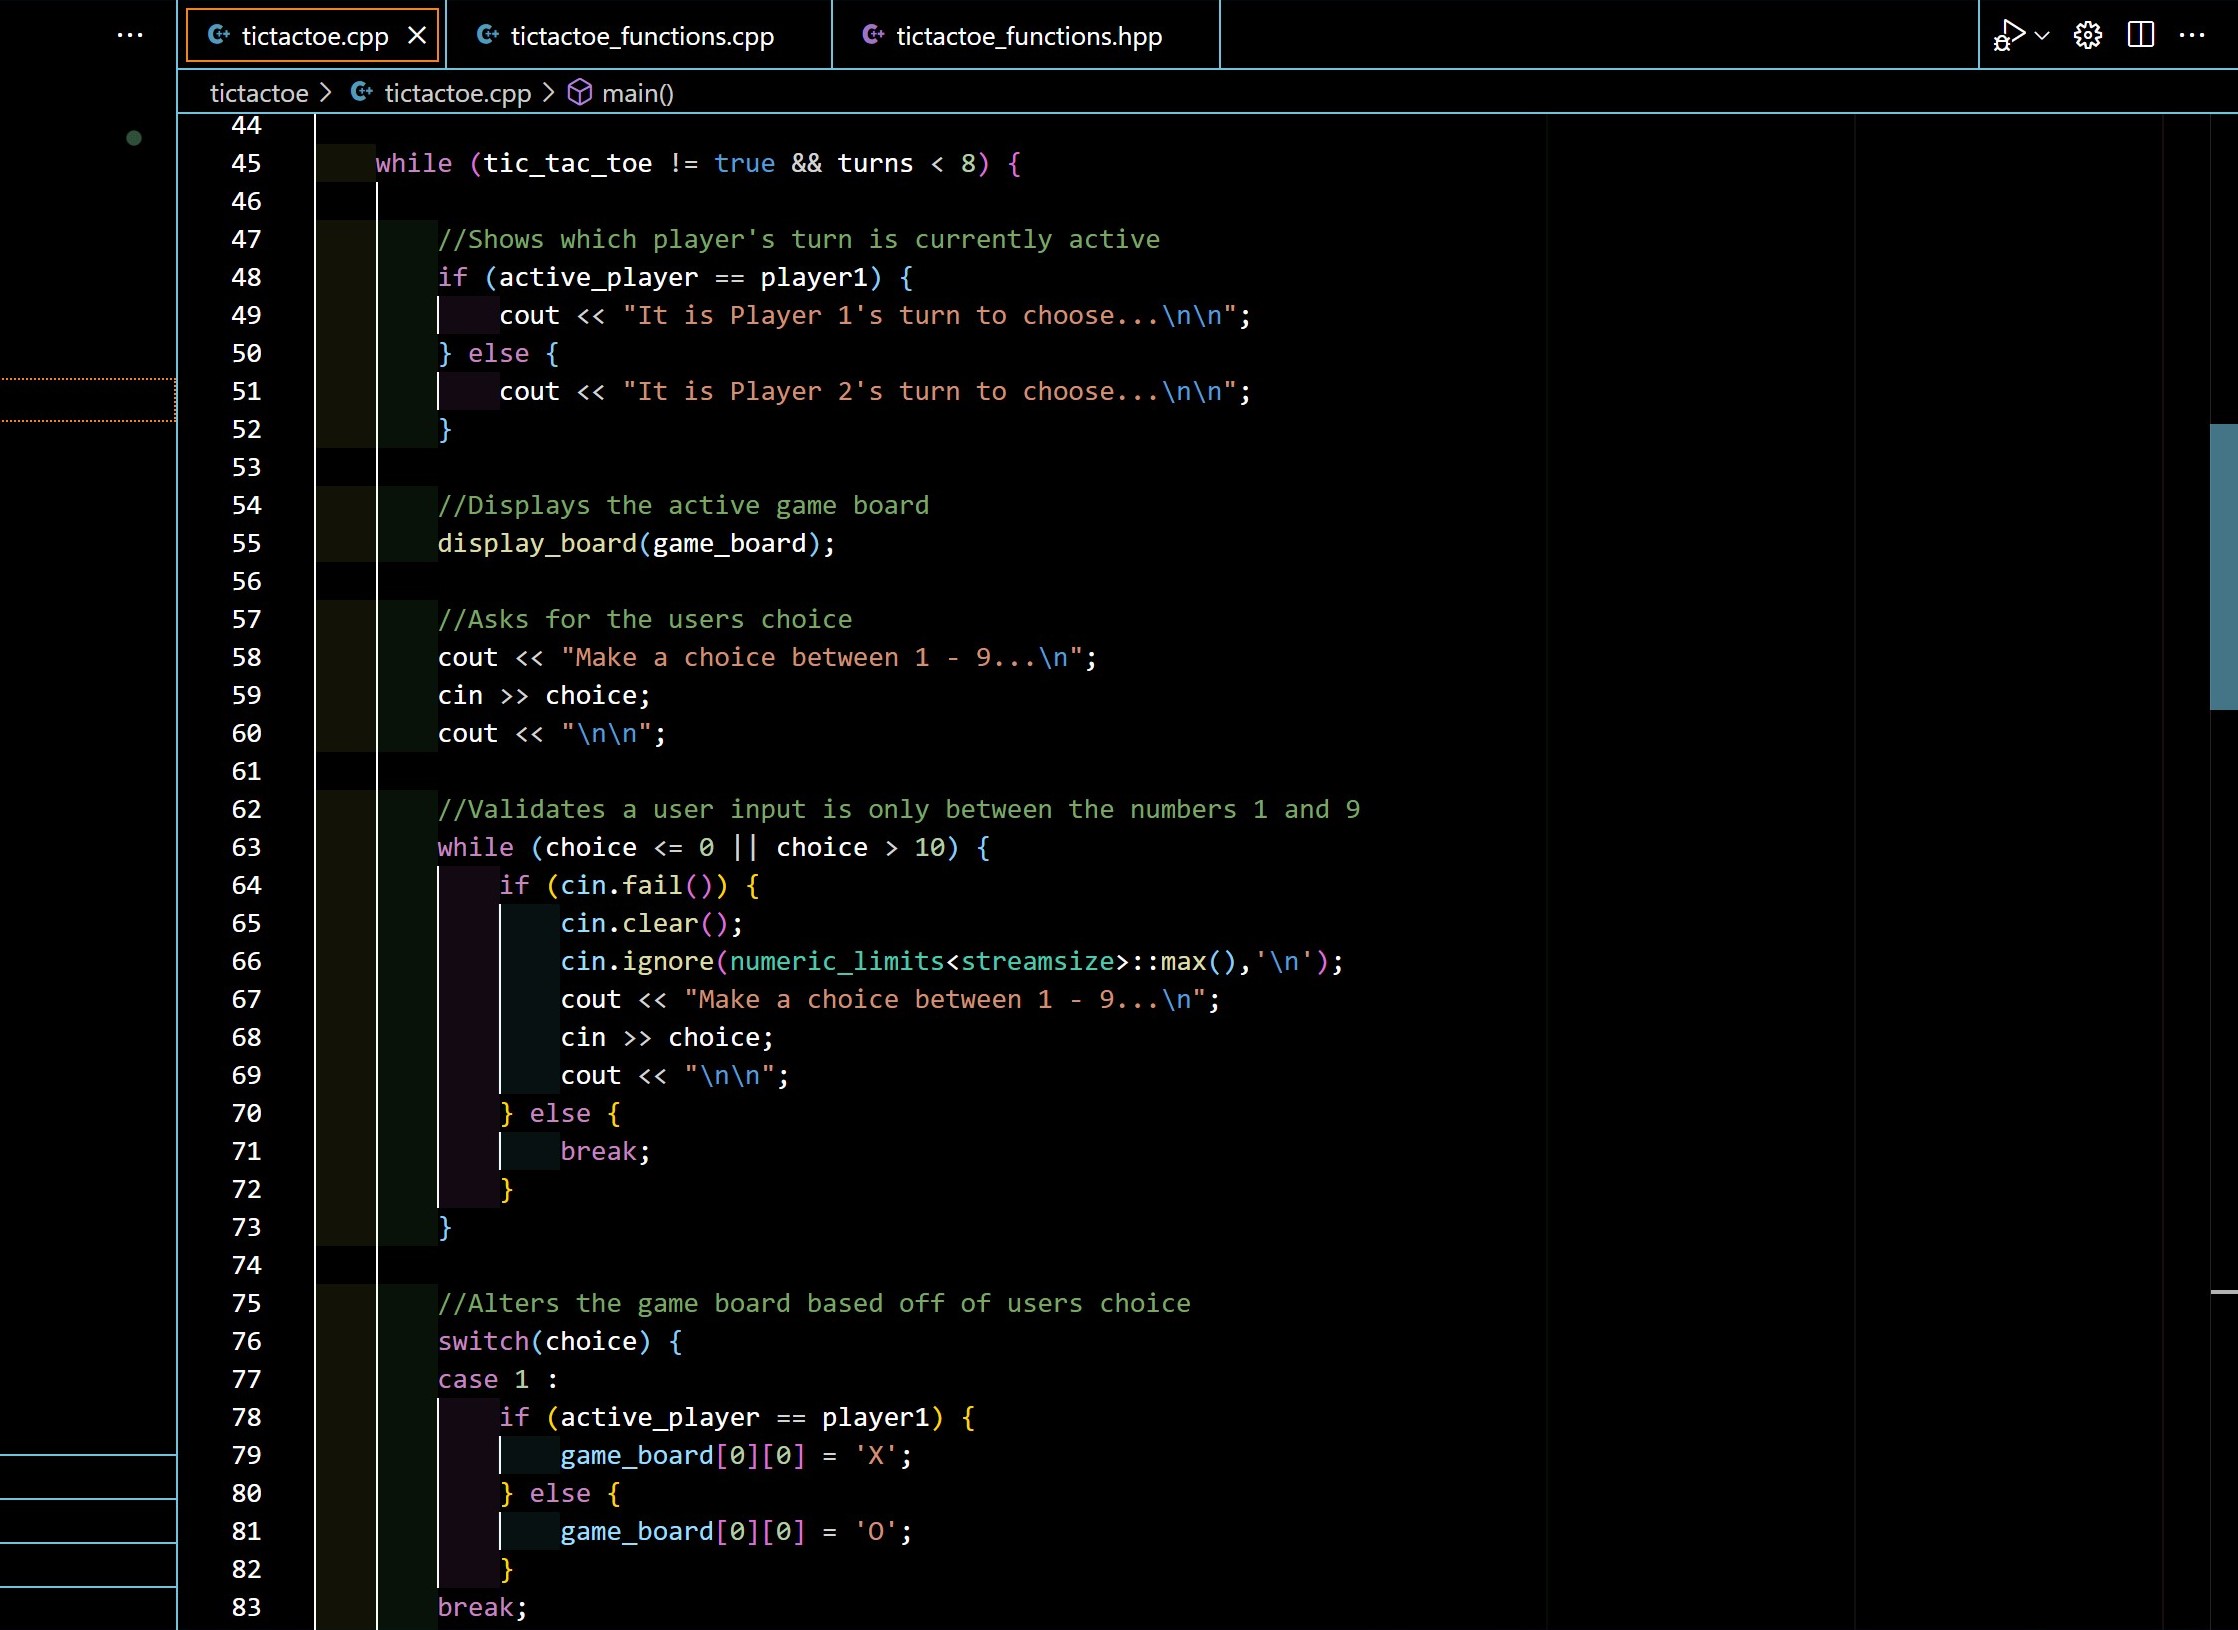 tictactoe.cpp tictactoe_functions.cpp tictactoe_functions.hpp
tictactoe > tictactoe.cpp > main()
44
45 while (tic_tac_toe != true && turns < 8) {
46
47 //Shows which player's turn is currently active
48 if (active_player == player1) {
49 cout << "It is Player 1's turn to choose...\n\n";
50 } else {
51 cout << "It is Player 2's turn to choose...\n\n";
52 }
53
54 //Displays the active game board
55 display_board(game_board);
56
57 //Asks for the users choice
58 cout << "Make a choice between 1 - 9...\n";
59 cin >> choice;
60 cout << "\n\n";
61
62 //Validates a user input is only between the numbers 1 and 9
63 while (choice <= 0 || choice > 10) {
64 if (cin.fail()) {
65 cin.clear();
66 cin.ignore(numeric_limits<streamsize>::max(),'\n');
67 cout << "Make a choice between 1 - 9...\n";
68 cin >> choice;
69 cout << "\n\n";
70 } else {
71 break;
72 }
73 }
74
75 //Alters the game board based off of users choice
76 switch(choice) {
77 case 1 :
78 if (active_player == player1) {
79 game_board[0][0] = 'X';
80 } else {
81 game_board[0][0] = 'O';
82 }
83 break;